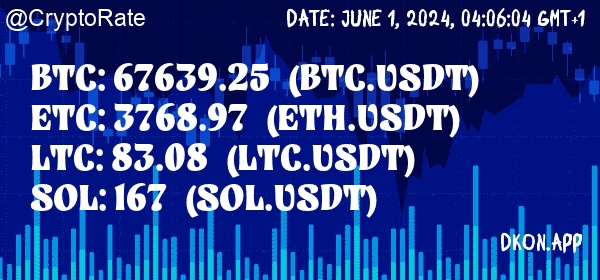 @CryptoRate
DATE: JUNE 1, 2024, 04:06:04 GMT+1
BTC: 67639.25 (BTC.USDT)
ETC: 3768.97 (ETH.USDT)
LTC: 83.08 (LTC.USDT)
SOL: 167 (SOL.USDT)
DKON.APP